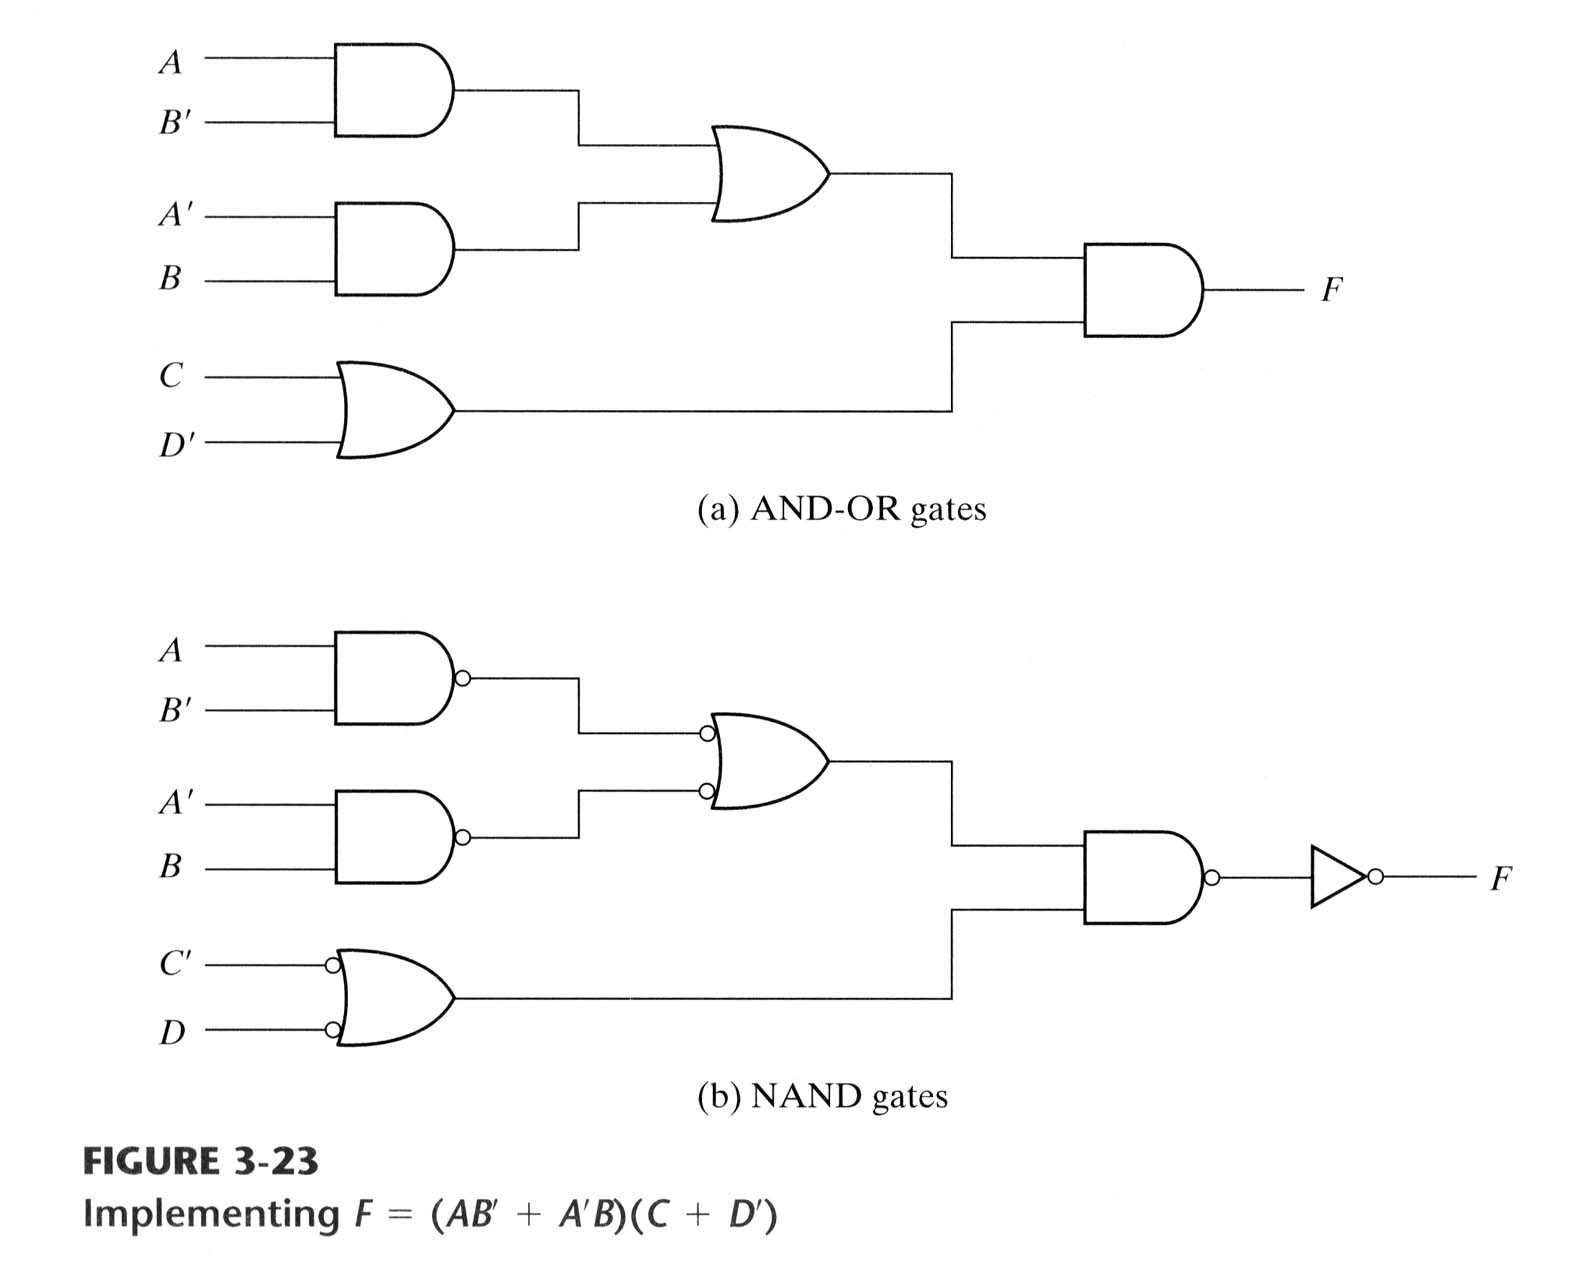 A
B′
A′
B
C
D′
F
(a) AND-OR gates
A
B′
A′
B
C′
D
F
(b) NAND gates
FIGURE 3-23
Implementing F = (AB′ + A′B)(C + D′)